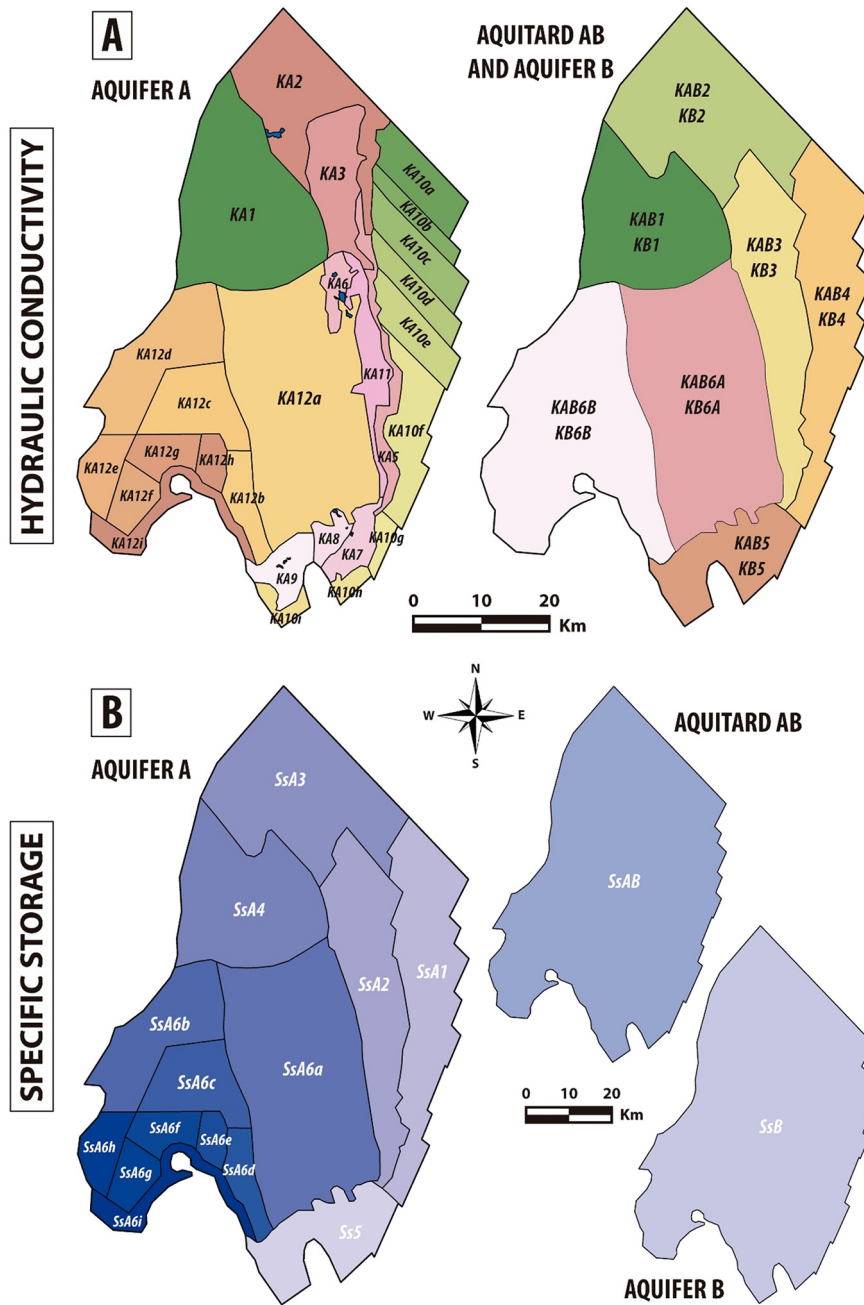 A
AQUIFER A
AQUITARD AB
AND AQUIFER B
HYDRAULIC CONDUCTIVITY
KA2
KA3
KA1
KA10a
KA10b
KA10c
KA10d
KA10e
KA6
KA12d
KA11
KA12c
KA12a
KA10f
KA5
KA12g
KA12h
KA12e
KA12f
KA12b
KA12i
KA8
KA7
KA10g
KA9
KA10h
KA10i
KAB2
KB2
KAB1
KB1
KAB3
KB3
KAB4
KB4
KAB6B
KB6B
KAB6A
KB6A
KAB5
KB5
0 10 20
Km
B
AQUIFER A
SPECIFIC STORAGE
N
W E
S
AQUITARD AB
SsA3
SsA4
SsA2
SsA1
SsA6b
SsA6a
SsA6c
SsA6f
SsA6e
SsA6h
SsA6g
SsA6d
SsA6i
Ss5
SsAB
0 10 20
Km
SsB
AQUIFER B